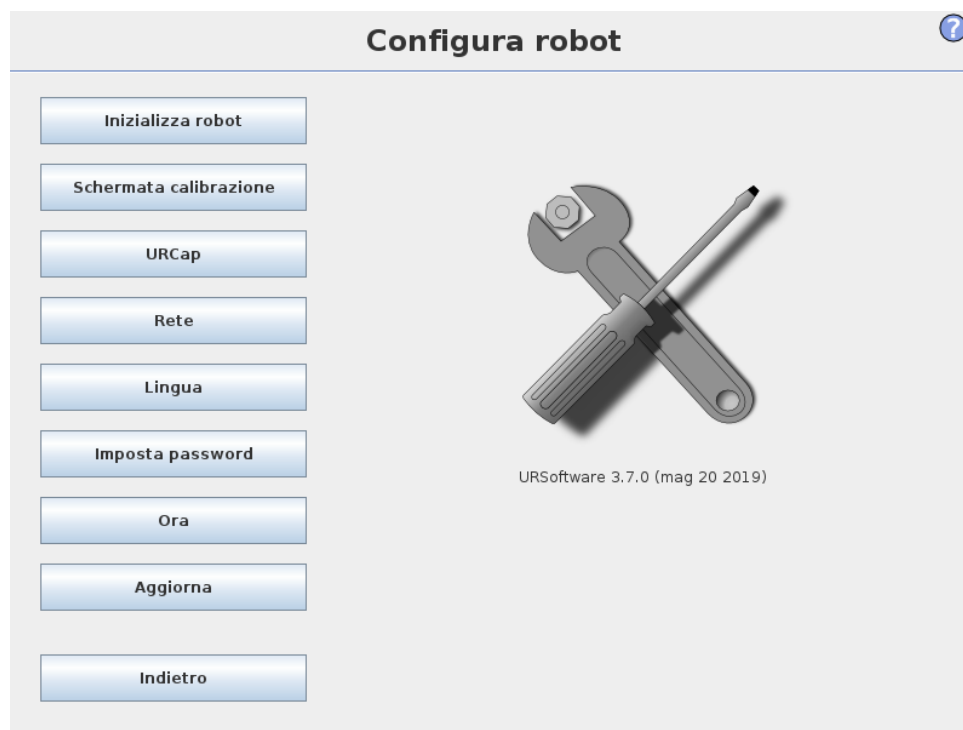 Configura robot
?
Inizializza robot
Schermata calibrazione
URCap
Rete
Lingua
Imposta password
Ora
Aggiorna
Indietro
URSoftware 3.7.0 (mag 20 2019)